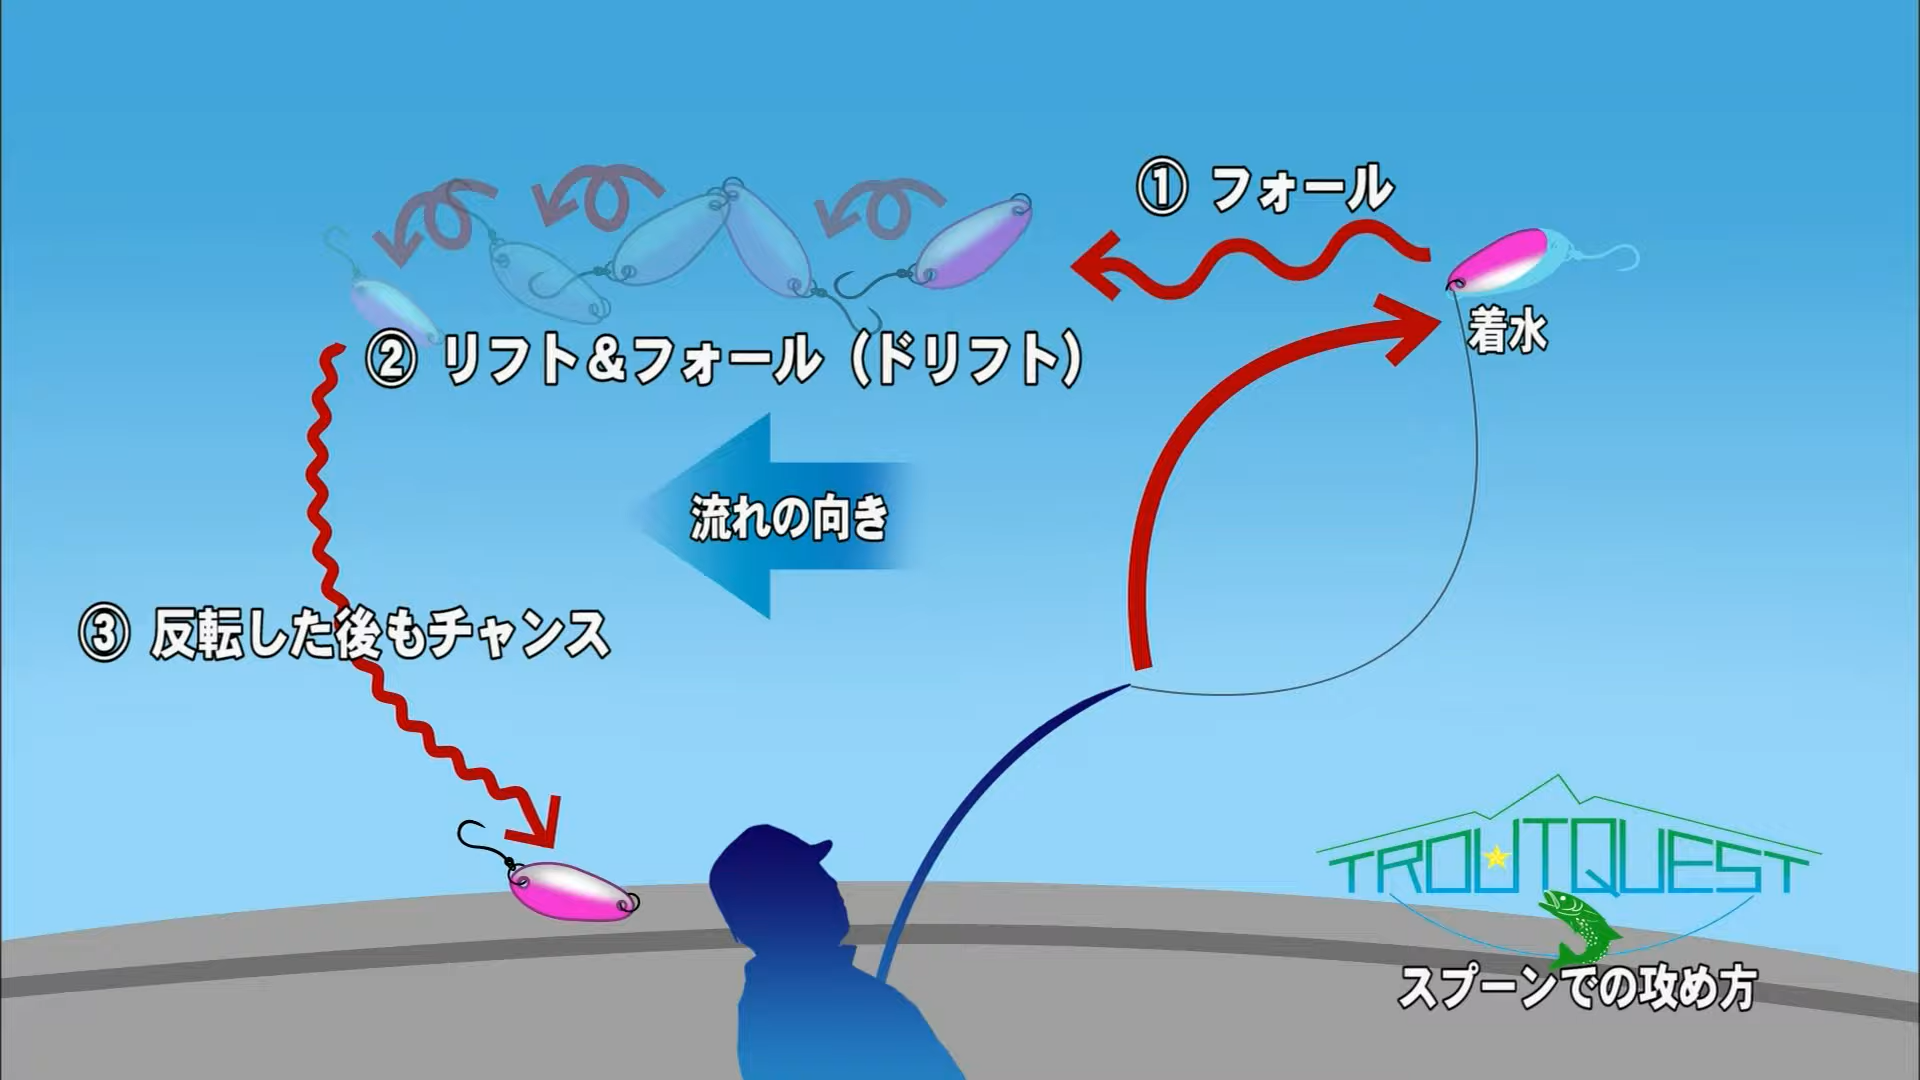 ① フォール
着水
② リフト&フォール（ドリフト）
流れの向き
③ 反転した後もチャンス
TROUTQUEST
スプーンでの攻め方